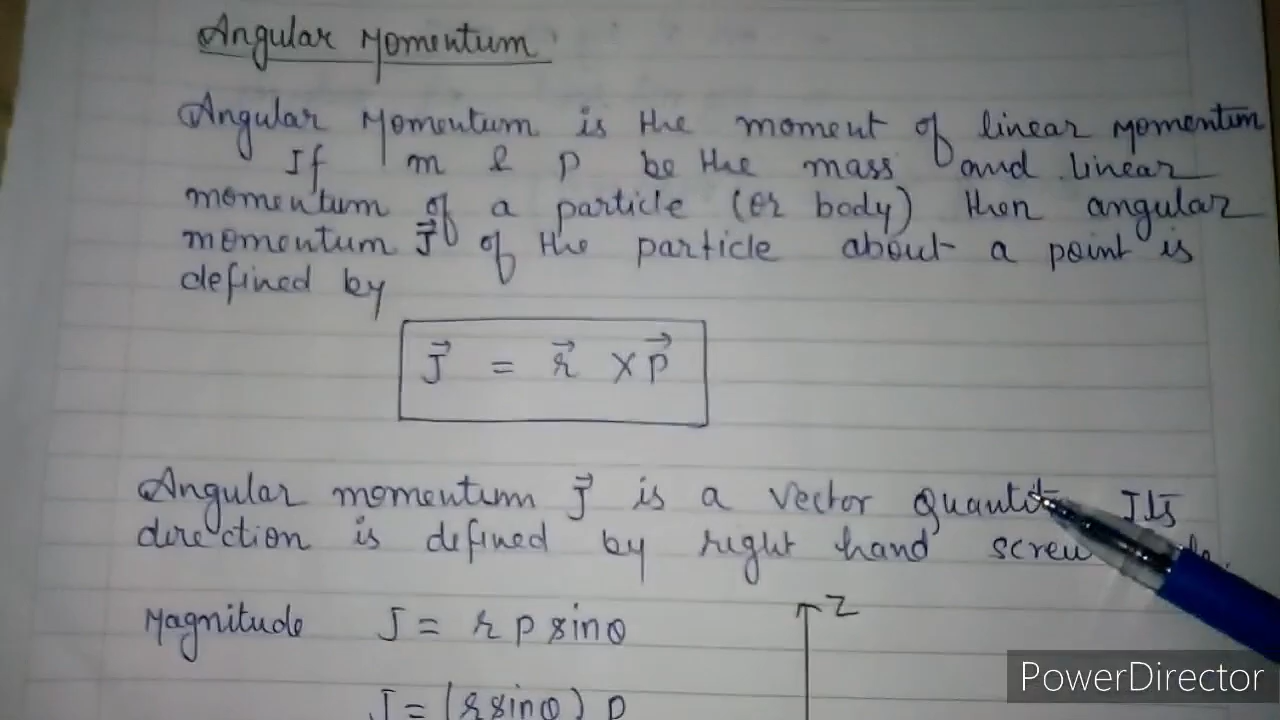 Angular Momentum
Angular Momentum is the moment of linear Momentum
If m & p be the mass and linear
momentum of a particle (or body) then angular
momentum J⃗ of the particle about a point is
defined by
J⃗ = r⃗ × p⃗
Angular momentum J⃗ is a vector Its
direction is defined by right hand screw
Magnitude J = r p sinθ
Z
J = (r sinθ) p
PowerDirector